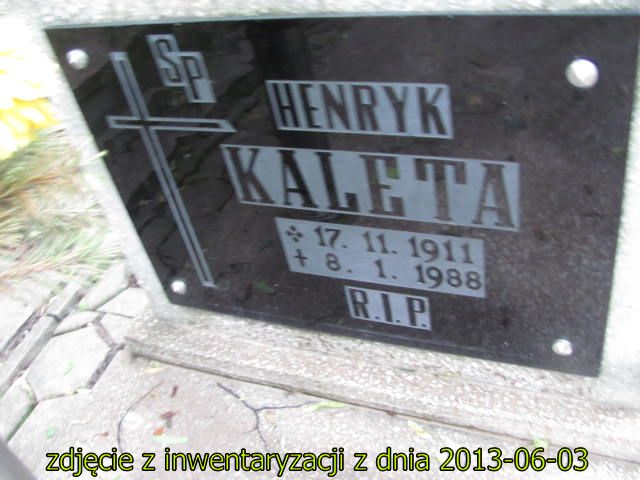 SP
HENRYK
KALETA
✣ 17. 11. 1911
+ 8. 1. 1988
R.I.P.
zdjęcie z inwentaryzacji z dnia 2013-06-03